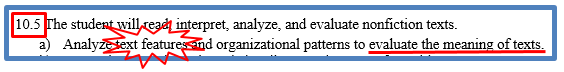 10.5 The student will read, interpret, analyze, and evaluate nonfiction texts.
a) Analyze text features and organizational patterns to evaluate the meaning of texts.